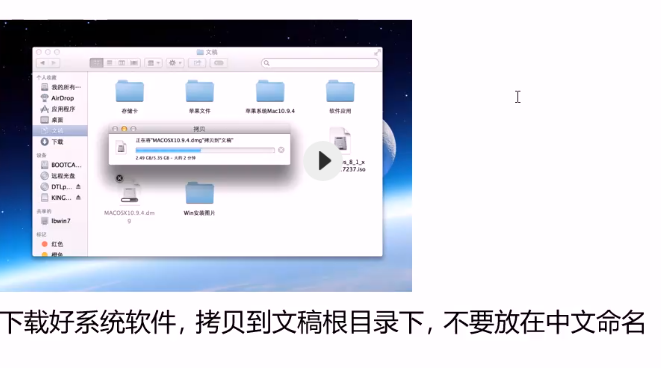 文稿
个人收藏
我的所有…
AirDrop
应用程序
桌面
文稿
下载
设备
BOOTCA...
远程光盘
DTLp...
KING...
共享的
lbwin7
标记
红色
橙色
存储卡
苹果文件
苹果系统Mac10.9.4
软件应用
拷贝
正在将"MACOSX10.9.4.dmg"拷贝到"文稿"
2.49 GB/5.35 GB - 大约 2 分钟
s_8_1_x
7237.iso
MACOSX10.9.4.dm
g
Win安装图片
下载好系统软件, 拷贝到文稿根目录下, 不要放在中文命名